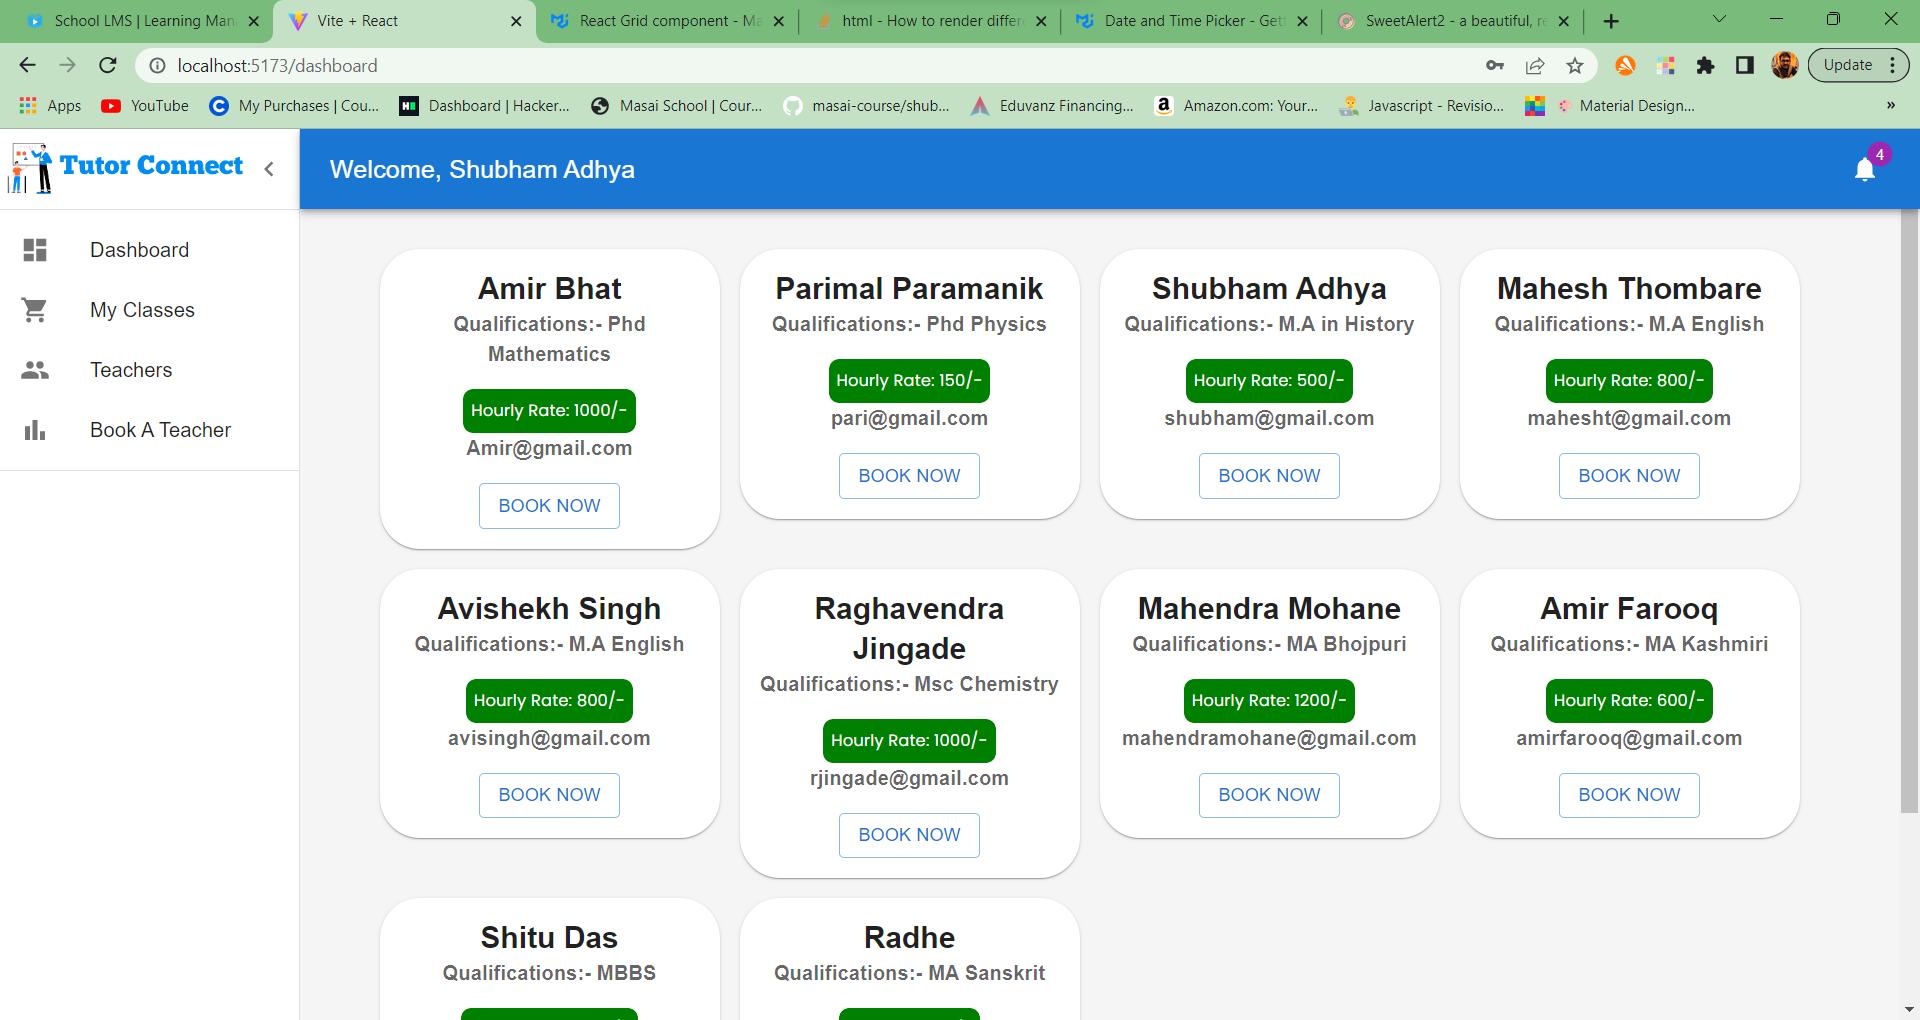 School LMS | Learning Man
Vite + React
React Grid component - Ma
html - How to render differe
Date and Time Picker - Gett
SweetAlert2 - a beautiful, re
localhost:5173/dashboard
Update
Apps
YouTube
My Purchases | Cou...
Dashboard | Hacker...
Masai School | Cour...
masai-course/shub...
Eduvanz Financing...
Amazon.com: Your...
Javascript - Revisio...
Material Design...
»
Tutor Connect
Welcome, Shubham Adhya
4
Dashboard
My Classes
Teachers
Book A Teacher
Amir Bhat
Qualifications:- Phd
Mathematics
Hourly Rate: 1000/-
Amir@gmail.com
BOOK NOW
Parimal Paramanik
Qualifications:- Phd Physics
Hourly Rate: 150/-
pari@gmail.com
BOOK NOW
Shubham Adhya
Qualifications:- M.A in History
Hourly Rate: 500/-
shubham@gmail.com
BOOK NOW
Mahesh Thombare
Qualifications:- M.A English
Hourly Rate: 800/-
mahesht@gmail.com
BOOK NOW
Avishekh Singh
Qualifications:- M.A English
Hourly Rate: 800/-
avisingh@gmail.com
BOOK NOW
Raghavendra
Jingade
Qualifications:- Msc Chemistry
Hourly Rate: 1000/-
rjingade@gmail.com
BOOK NOW
Mahendra Mohane
Qualifications:- MA Bhojpuri
Hourly Rate: 1200/-
mahendramohane@gmail.com
BOOK NOW
Amir Farooq
Qualifications:- MA Kashmiri
Hourly Rate: 600/-
amirfarooq@gmail.com
BOOK NOW
Shitu Das
Qualifications:- MBBS
Radhe
Qualifications:- MA Sanskrit